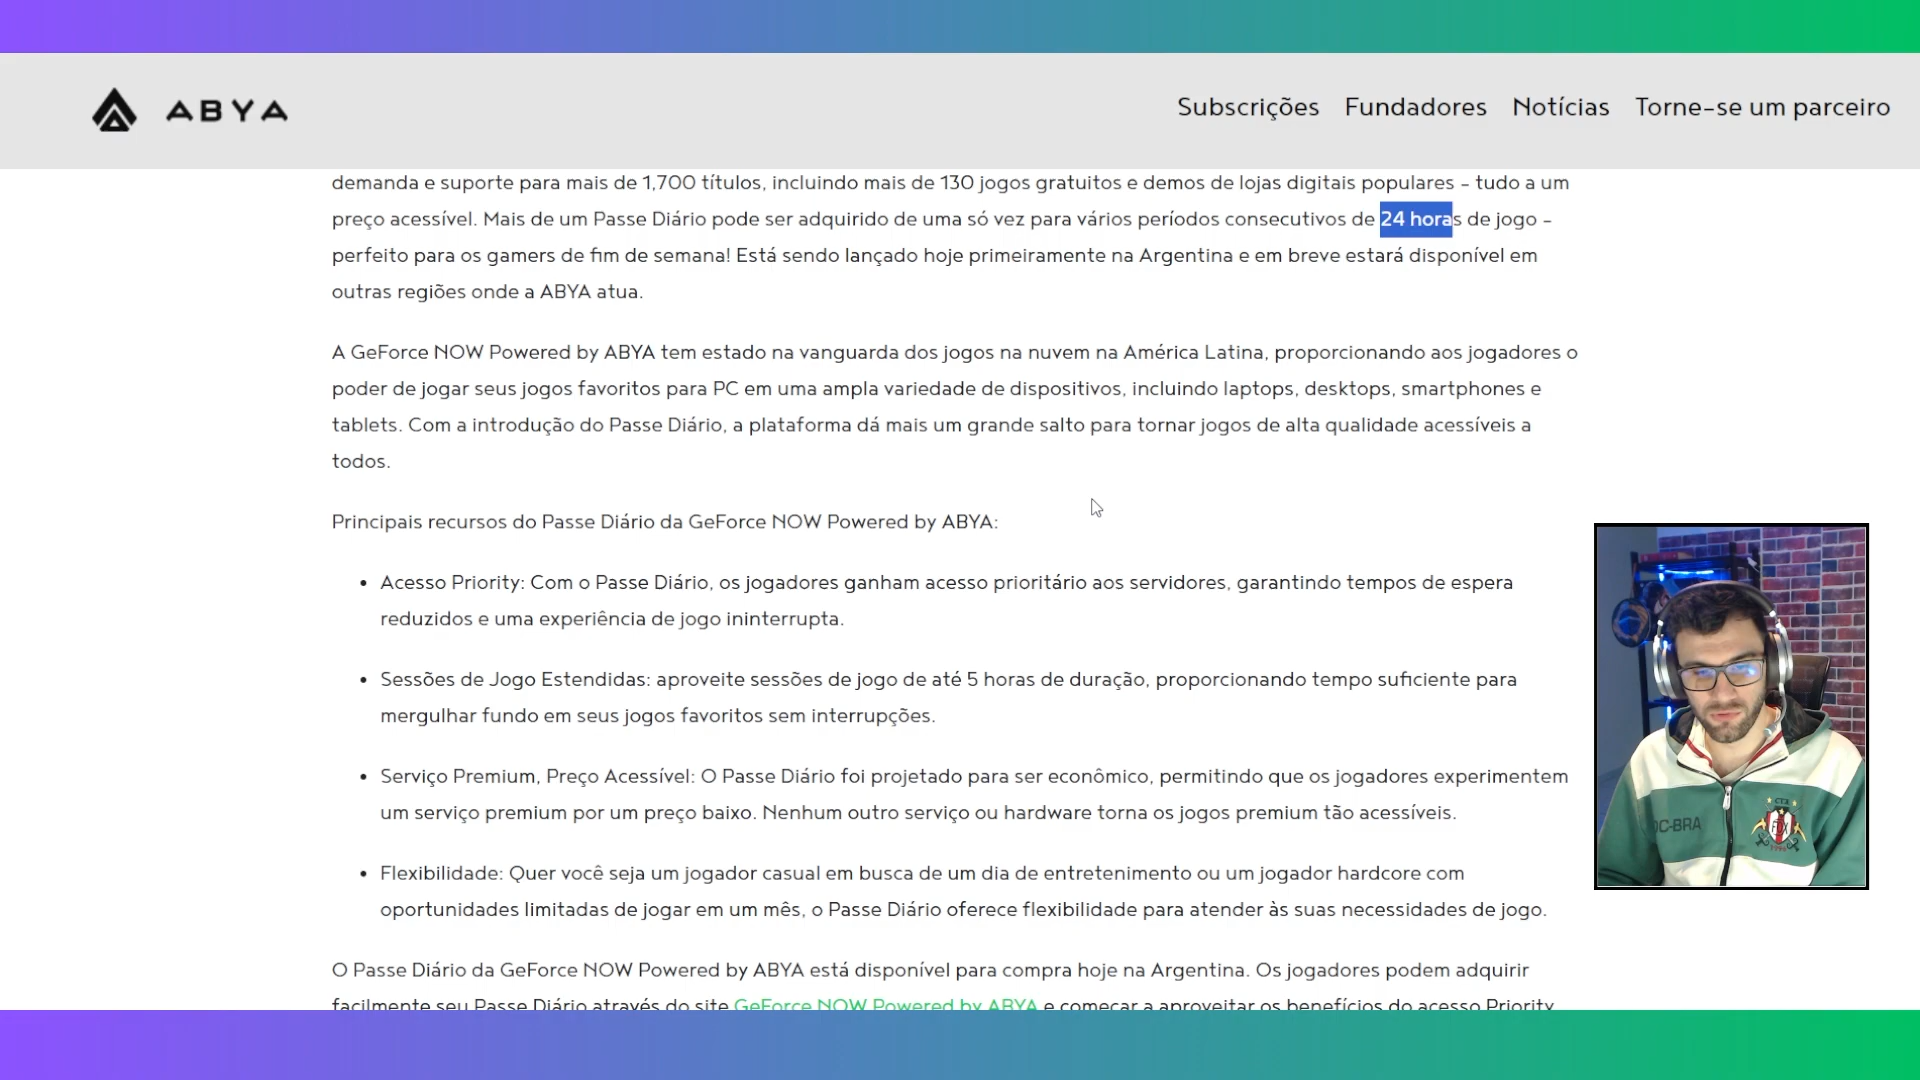 ABYA
Subscrições Fundadores Notícias Torne-se um parceiro
demanda e suporte para mais de 1,700 títulos, incluindo mais de 130 jogos gratuitos e demos de lojas digitais populares – tudo a um
preço acessível. Mais de um Passe Diário pode ser adquirido de uma só vez para vários períodos consecutivos de 24 horas de jogo –
perfeito para os gamers de fim de semana! Está sendo lançado hoje primeiramente na Argentina e em breve estará disponível em
outras regiões onde a ABYA atua.
A GeForce NOW Powered by ABYA tem estado na vanguarda dos jogos na nuvem na América Latina, proporcionando aos jogadores o
poder de jogar seus jogos favoritos para PC em uma ampla variedade de dispositivos, incluindo laptops, desktops, smartphones e
tablets. Com a introdução do Passe Diário, a plataforma dá mais um grande salto para tornar jogos de alta qualidade acessíveis a
todos.
Principais recursos do Passe Diário da GeForce NOW Powered by ABYA:
• Acesso Priority: Com o Passe Diário, os jogadores ganham acesso prioritário aos servidores, garantindo tempos de espera
reduzidos e uma experiência de jogo ininterrupta.
• Sessões de Jogo Estendidas: aproveite sessões de jogo de até 5 horas de duração, proporcionando tempo suficiente para
mergulhar fundo em seus jogos favoritos sem interrupções.
• Serviço Premium, Preço Acessível: O Passe Diário foi projetado para ser econômico, permitindo que os jogadores experimentem
um serviço premium por um preço baixo. Nenhum outro serviço ou hardware torna os jogos premium tão acessíveis.
• Flexibilidade: Quer você seja um jogador casual em busca de um dia de entretenimento ou um jogador hardcore com
oportunidades limitadas de jogar em um mês, o Passe Diário oferece flexibilidade para atender às suas necessidades de jogo.
O Passe Diário da GeForce NOW Powered by ABYA está disponível para compra hoje na Argentina. Os jogadores podem adquirir
facilmente seu Passe Diário através do site GeForce NOW Powered by ABYA e começar a aproveitar os benefícios do acesso Priority